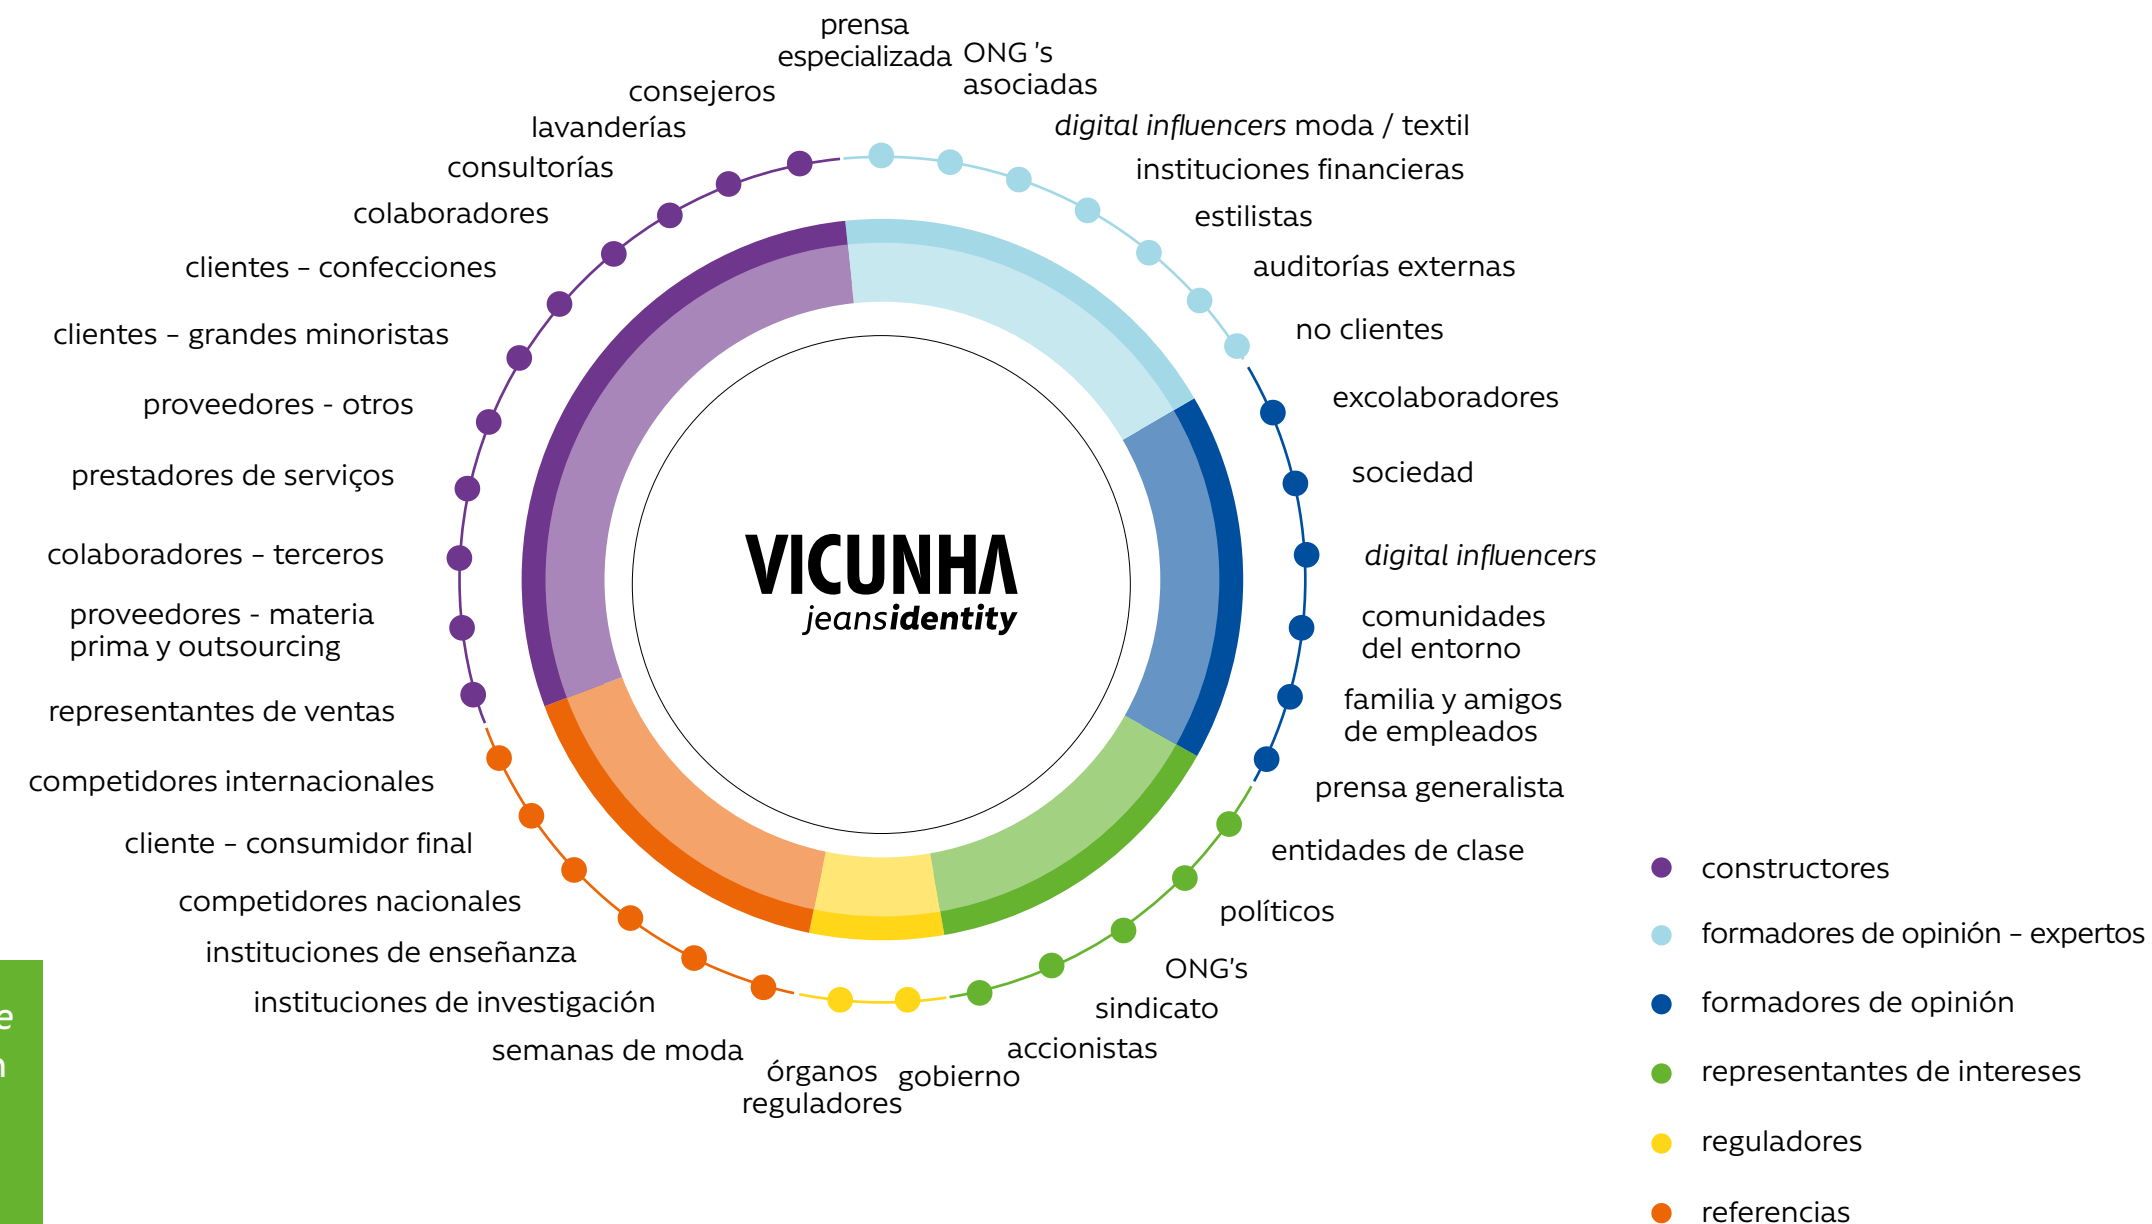 prensa
especializada
ONG 's
asociadas
digital influencers moda / textil
instituciones financieras
estilistas
auditorías externas
no clientes
excolaboradores
sociedad
digital influencers
comunidades
del entorno
familia y amigos
de empleados
prensa generalista
entidades de clase
políticos
ONG's
sindicato
accionistas
gobierno
órganos
reguladores
semanas de moda
instituciones de investigación
instituciones de enseñanza
competidores nacionales
cliente – consumidor final
competidores internacionales
representantes de ventas
proveedores - materia
prima y outsourcing
colaboradores – terceros
prestadores de serviços
proveedores - otros
clientes – grandes minoristas
clientes – confecciones
colaboradores
consultorías
lavanderías
consejeros
VICUNHA
jeansidentity
constructores
formadores de opinión – expertos
formadores de opinión
representantes de intereses
reguladores
referencias